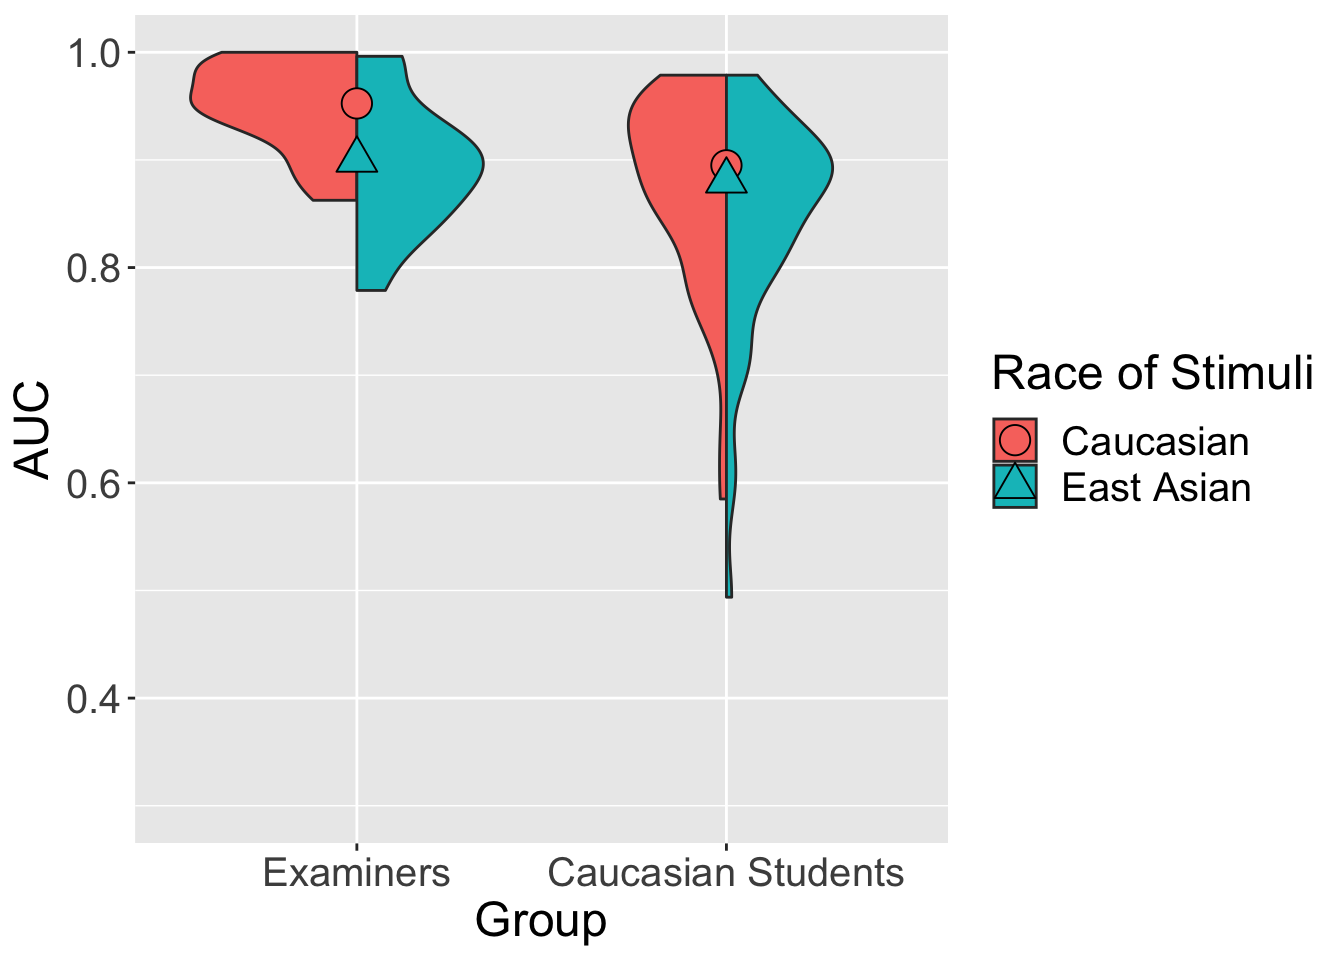 1.0
0.8
0.6
0.4
AUC
Examiners
Caucasian Students
Group
Race of Stimuli
Caucasian
East Asian